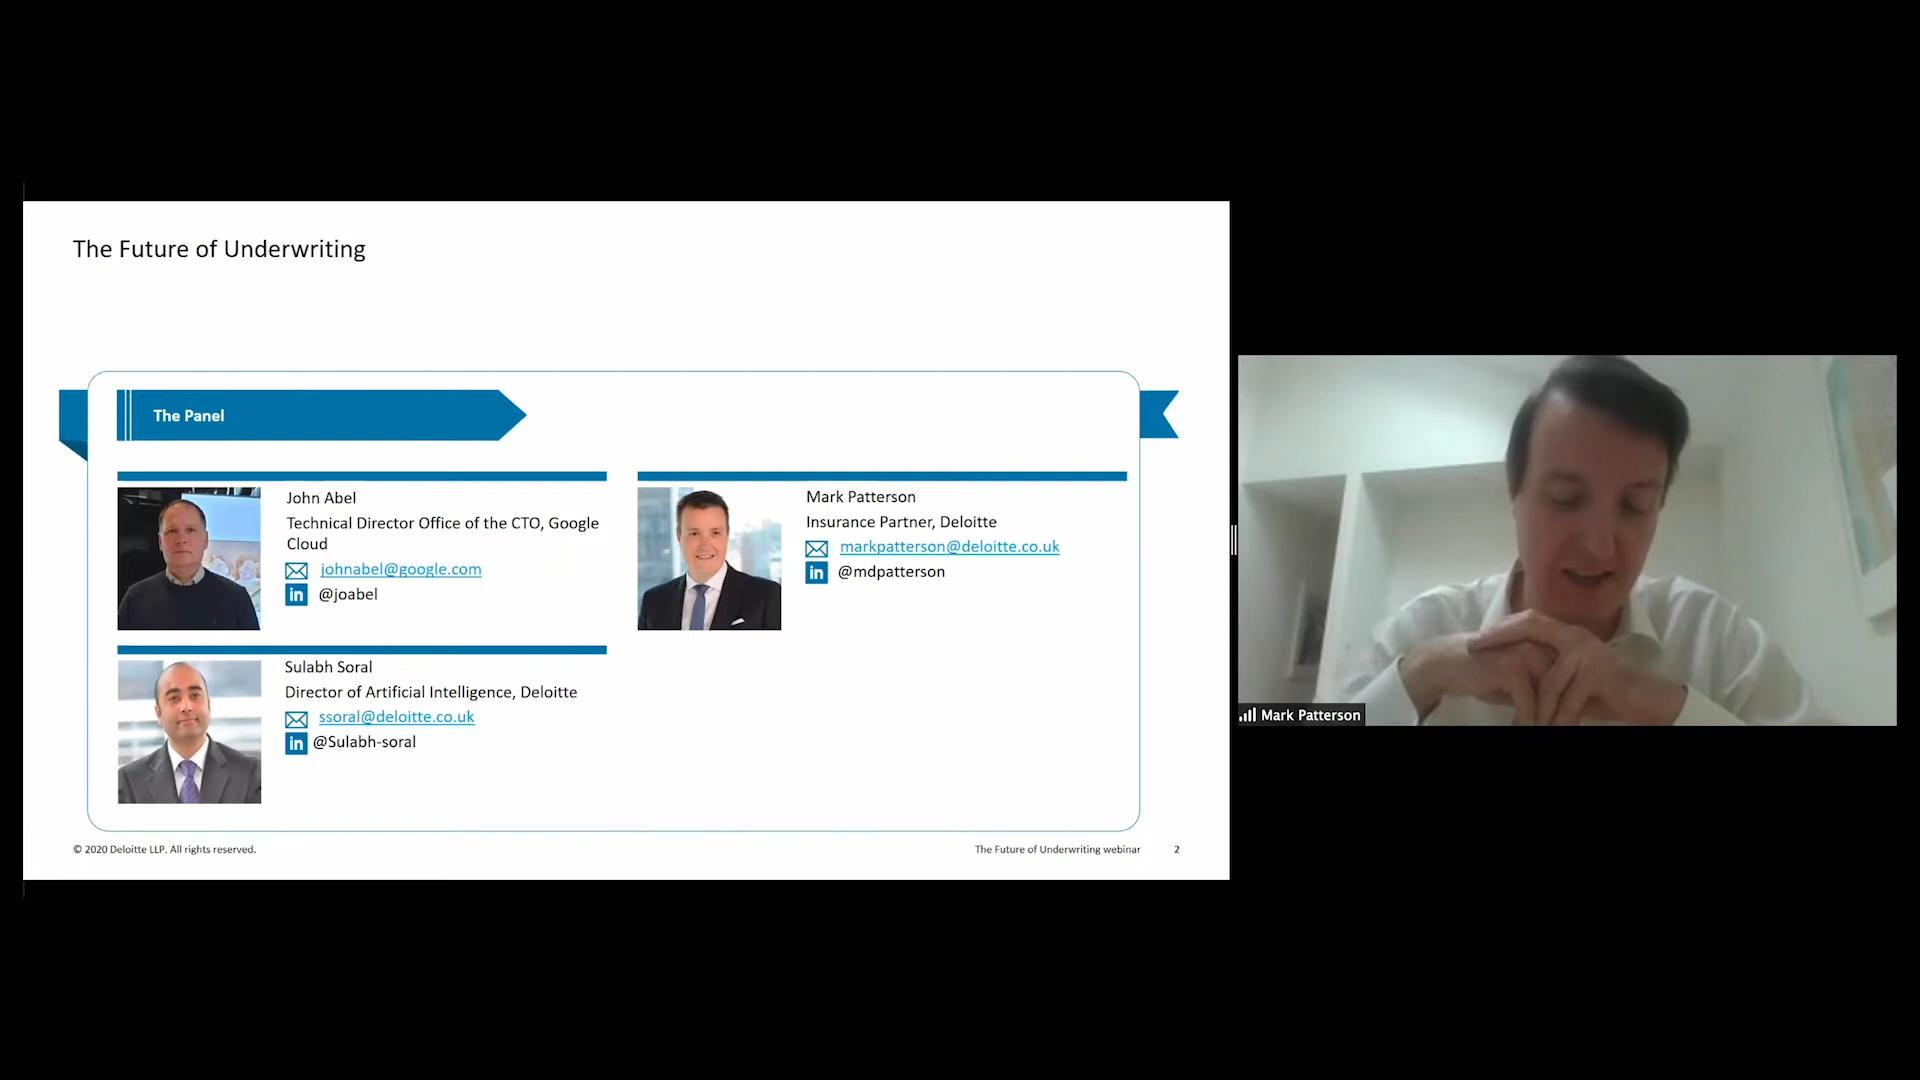 The Future of Underwriting
The Panel
John Abel
Technical Director Office of the CTO, Google
Cloud
johnabel@google.com
in @joabel
Mark Patterson
Insurance Partner, Deloitte
markpatterson@deloitte.co.uk
in @mdpatterson
Sulabh Soral
Director of Artificial Intelligence, Deloitte
ssoral@deloitte.co.uk
in @Sulabh-soral
© 2020 Deloitte LLP. All rights reserved.
The Future of Underwriting webinar 2
Mark Patterson